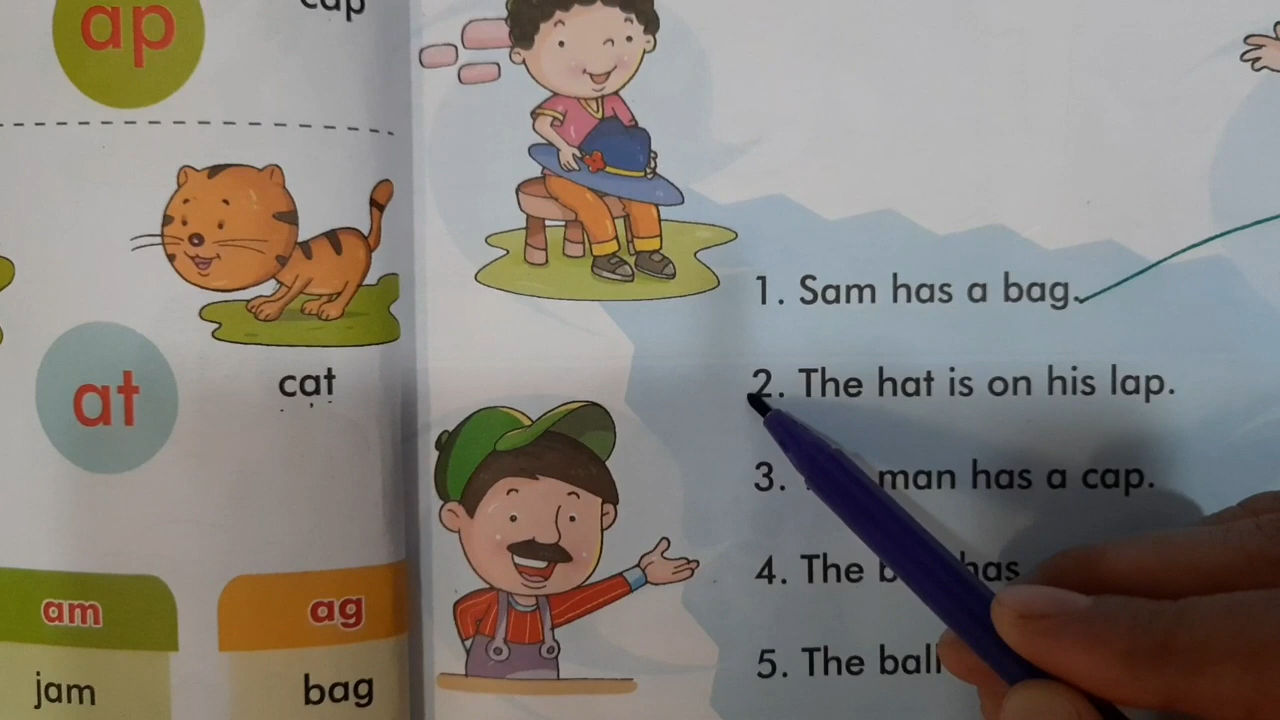 ap
cap
at
cat
am
jam
ag
bag
1. Sam has a bag.
2. The hat is on his lap.
3. man has a cap.
4. The has
5. The ball